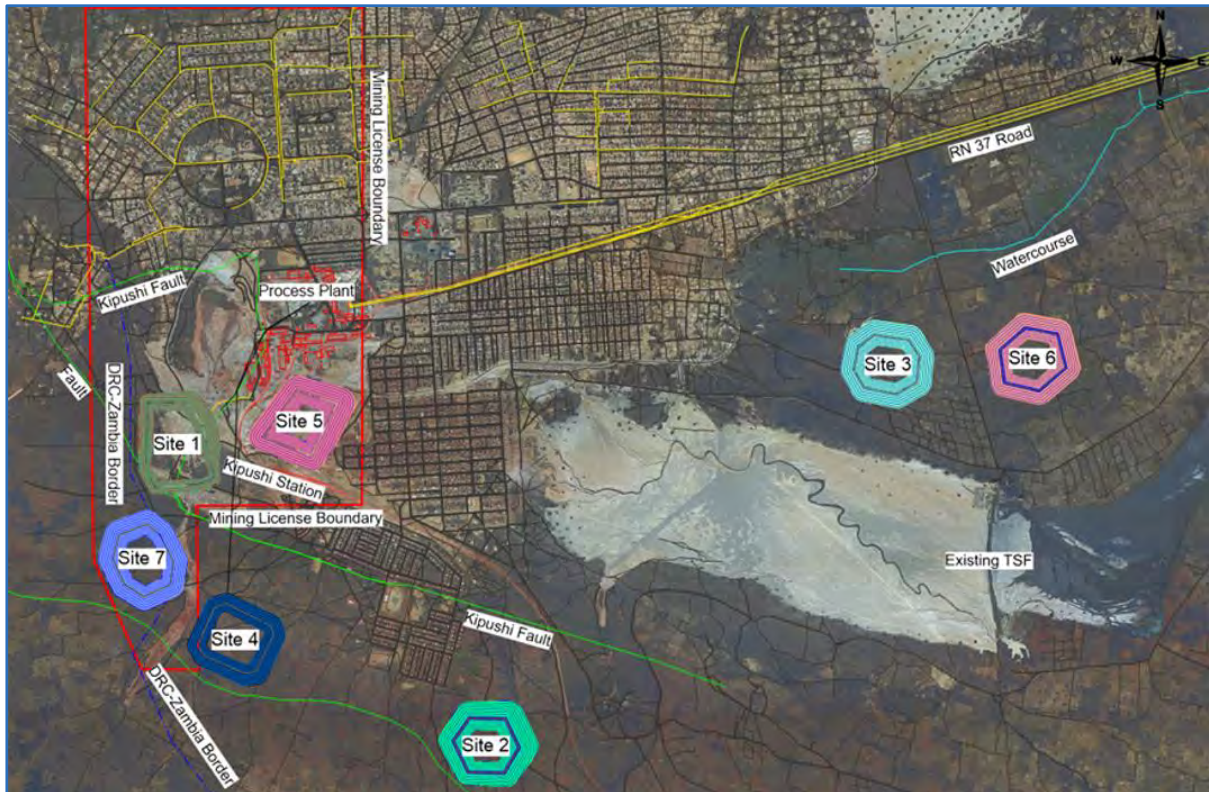 N
W
E
S
Mining License Boundary
RN 37 Road
Watercourse
Kipushi Fault
Process Plant
Fault
DRC-Zambia Border
Site 3
Site 6
Site 5
Site 1
Kipushi Station
Mining License Boundary
Site 7
Existing TSF
Site 4
Kipushi Fault
DRC-Zambia Border
Site 2